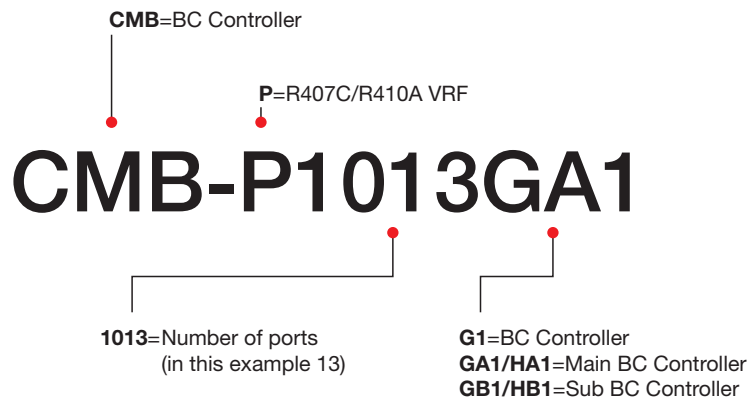 CMB=BC Controller
P=R407C/R410A VRF
CMB-P1013GA1
1013=Number of ports
(in this example 13)
G1=BC Controller
GA1/HA1=Main BC Controller
GB1/HB1=Sub BC Controller